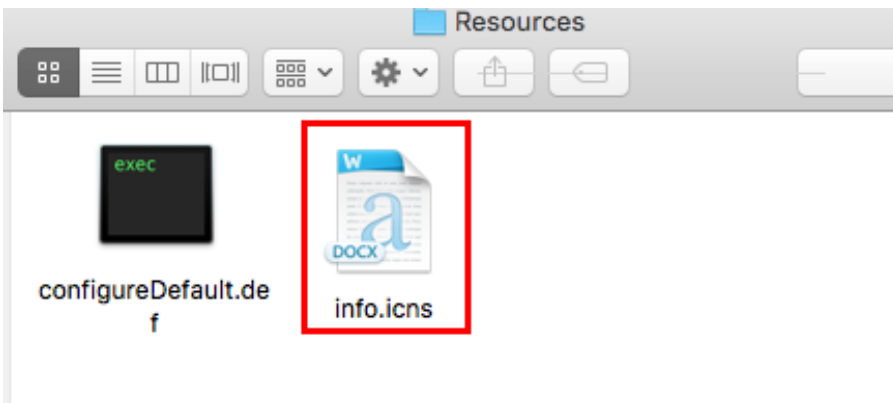 Resources
exec
W
a
DOCX
configureDefault.de
f
info.icns